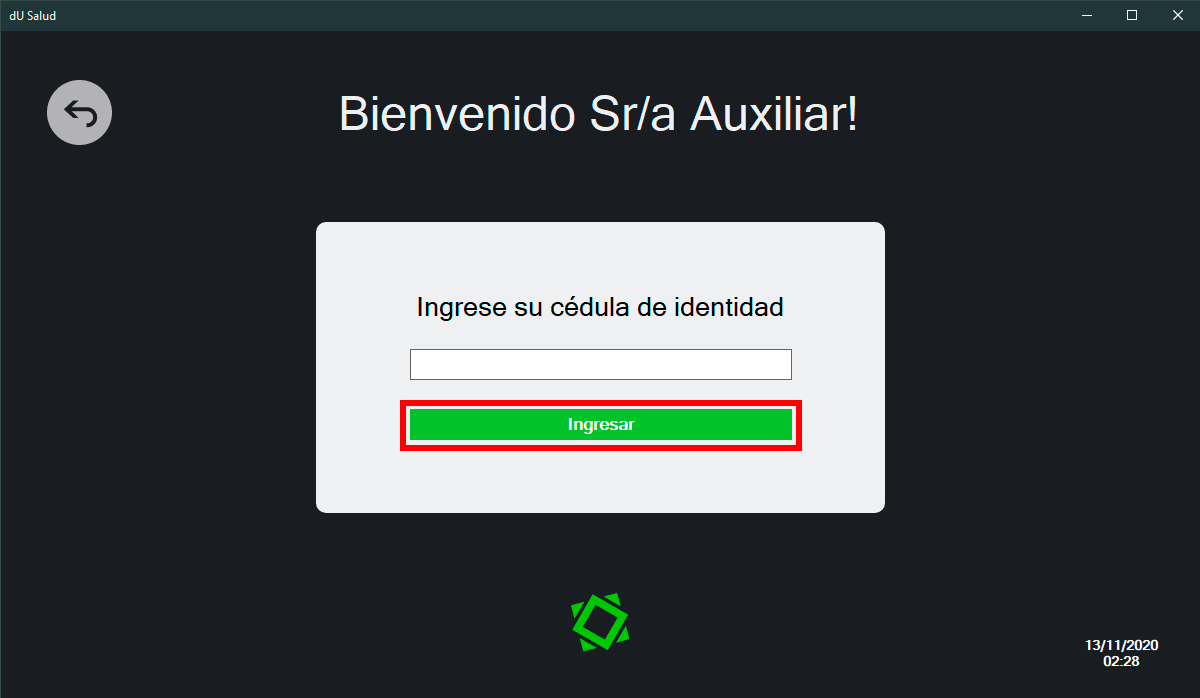 dU Salud
Bienvenido Sr/a Auxiliar!
Ingrese su cédula de identidad
Ingresar
13/11/2020
02:28